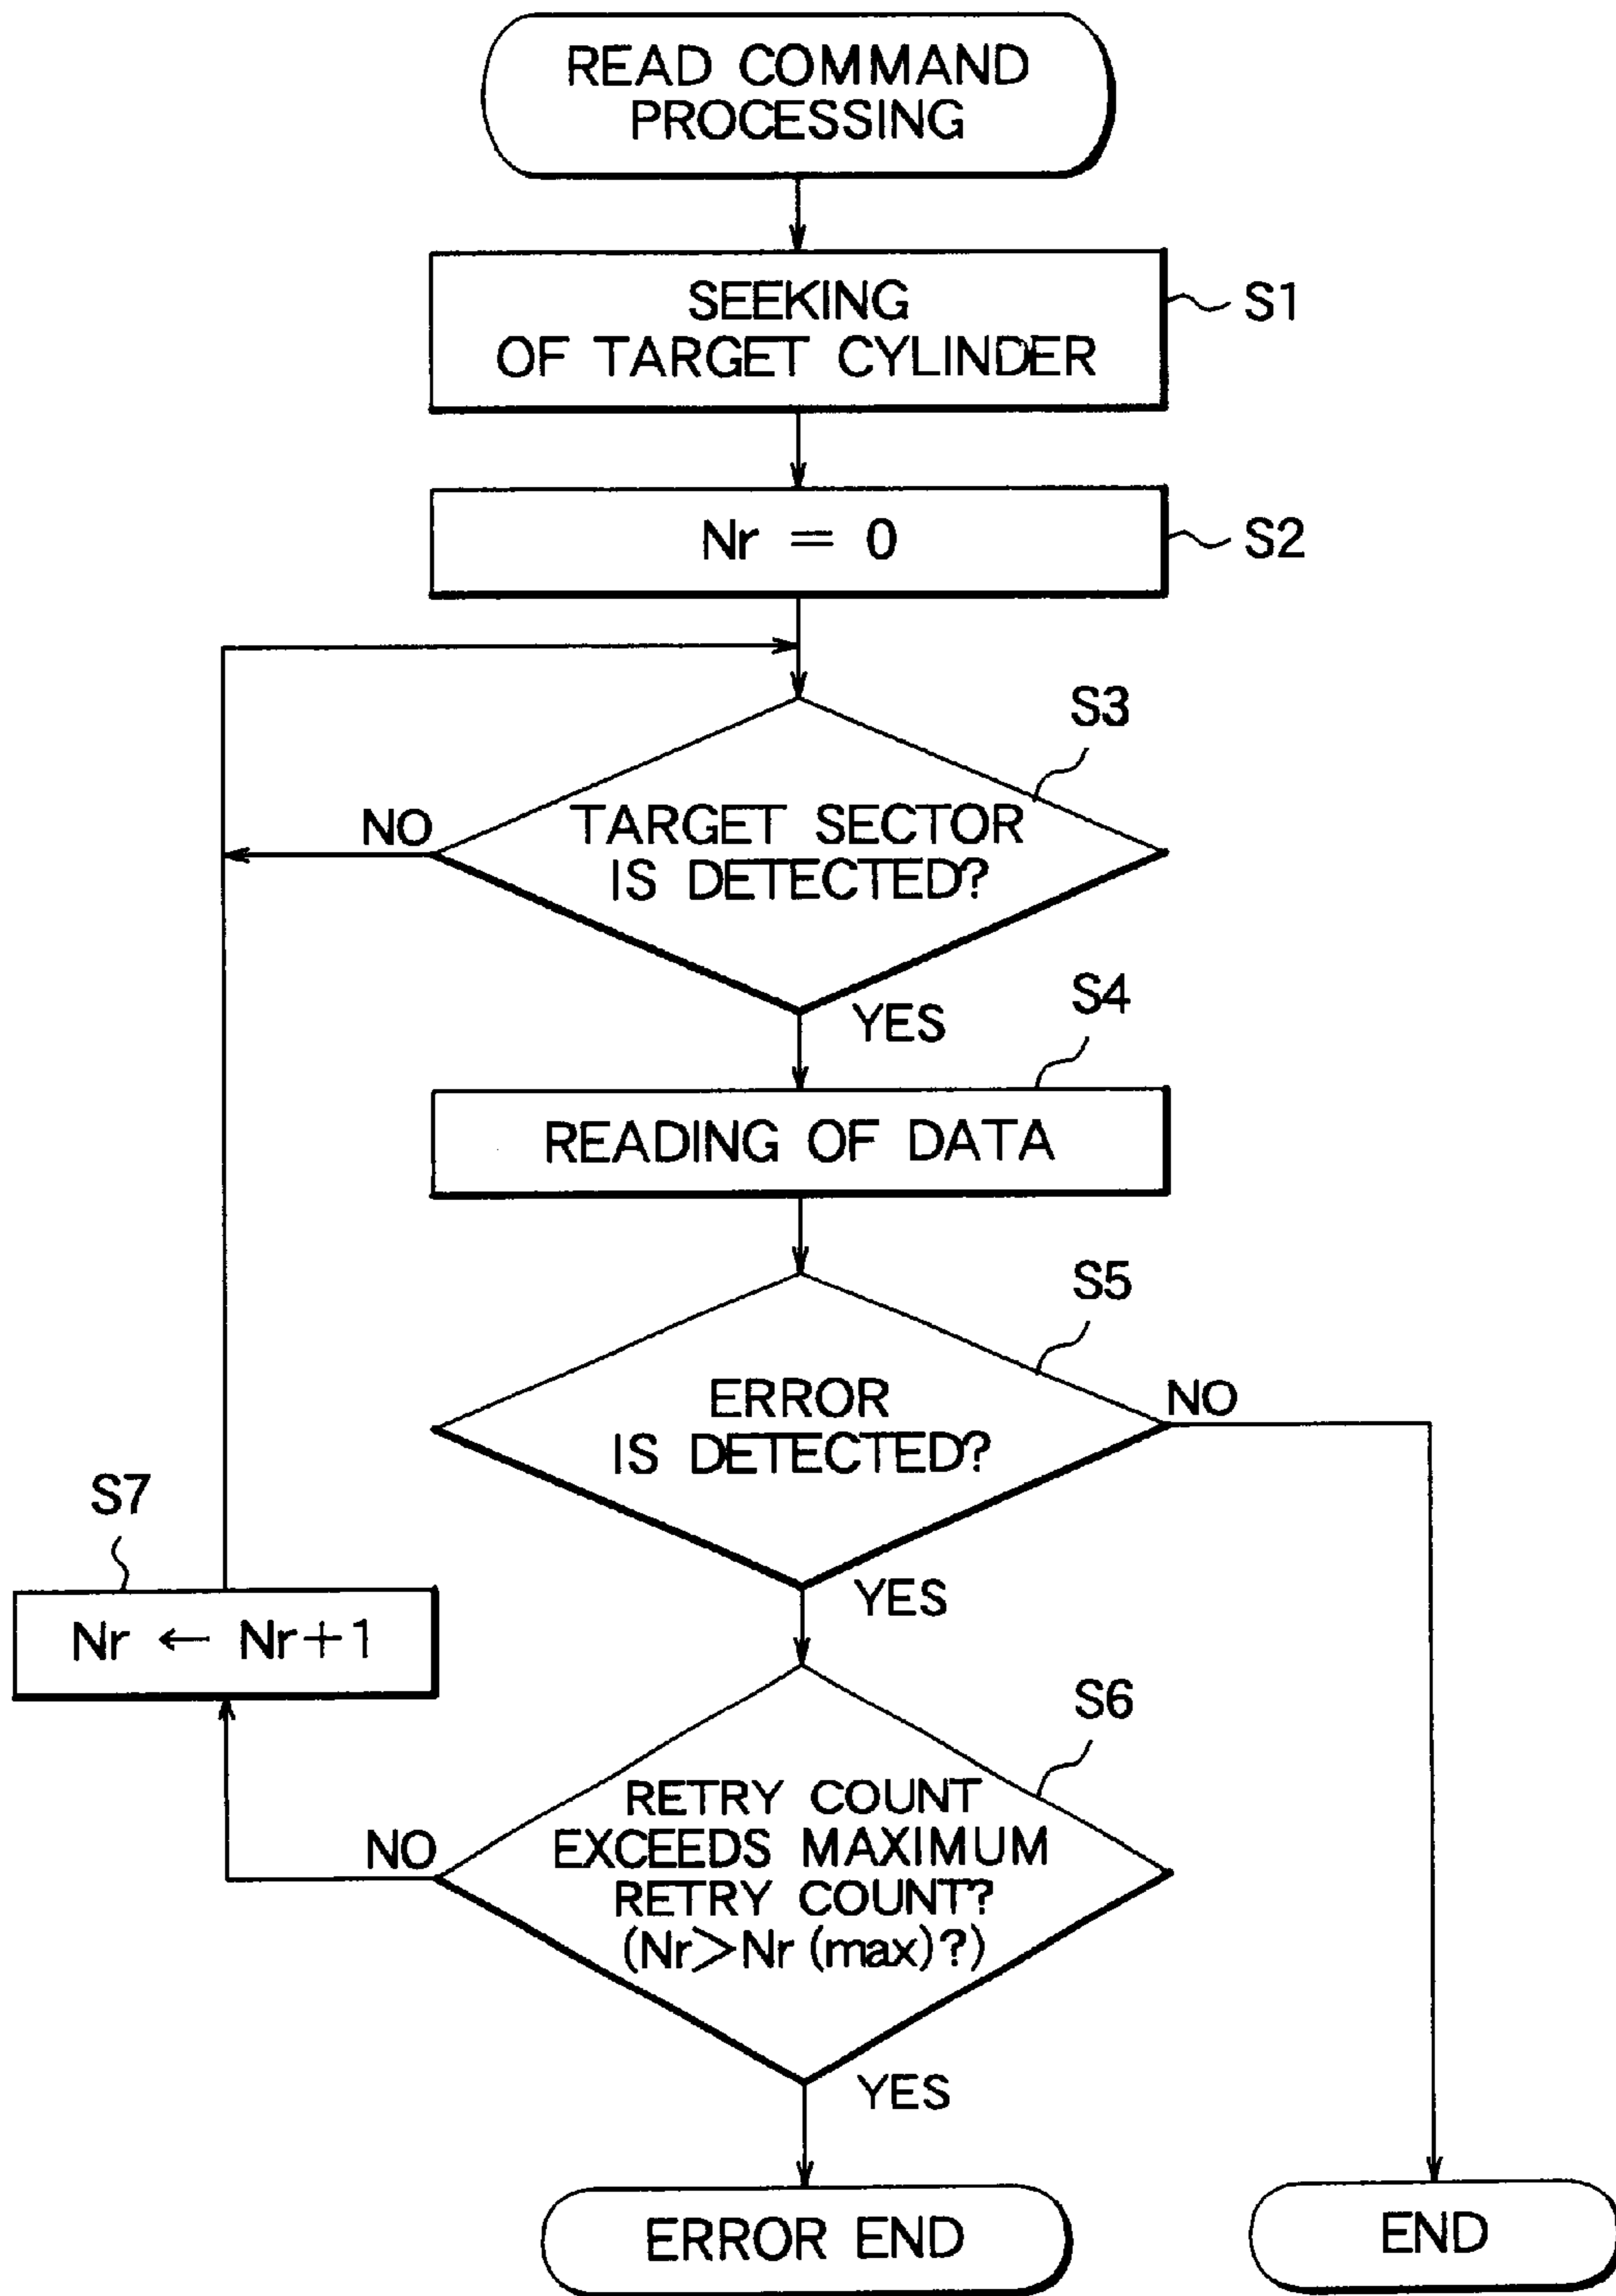 READ COMMAND
PROCESSING
SEEKING
OF TARGET CYLINDER
S1
Nr = 0
S2
S3
NO
TARGET SECTOR
IS DETECTED?
YES
S4
READING OF DATA
S5
ERROR
IS DETECTED?
NO
YES
S7
Nr ← Nr+1
S6
RETRY COUNT
EXCEEDS MAXIMUM
RETRY COUNT?
(Nr>Nr (max)?)
NO
YES
ERROR END
END